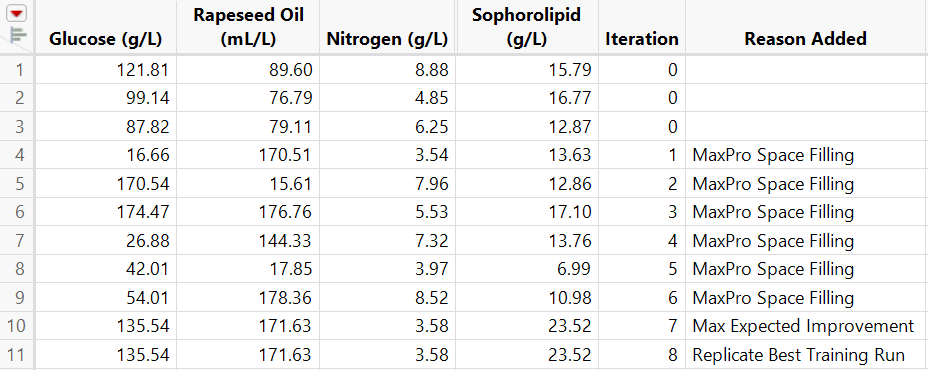 Glucose (g/L) Rapeseed Oil (mL/L) Nitrogen (g/L) Sophorolipid (g/L) Iteration Reason Added
1 121.81 89.60 8.88 15.79 0
2 99.14 76.79 4.85 16.77 0
3 87.82 79.11 6.25 12.87 0
4 16.66 170.51 3.54 13.63 1 MaxPro Space Filling
5 170.54 15.61 7.96 12.86 2 MaxPro Space Filling
6 174.47 176.76 5.53 17.10 3 MaxPro Space Filling
7 26.88 144.33 7.32 13.76 4 MaxPro Space Filling
8 42.01 17.85 3.97 6.99 5 MaxPro Space Filling
9 54.01 178.36 8.52 10.98 6 MaxPro Space Filling
10 135.54 171.63 3.58 23.52 7 Max Expected Improvement
11 135.54 171.63 3.58 23.52 8 Replicate Best Training Run